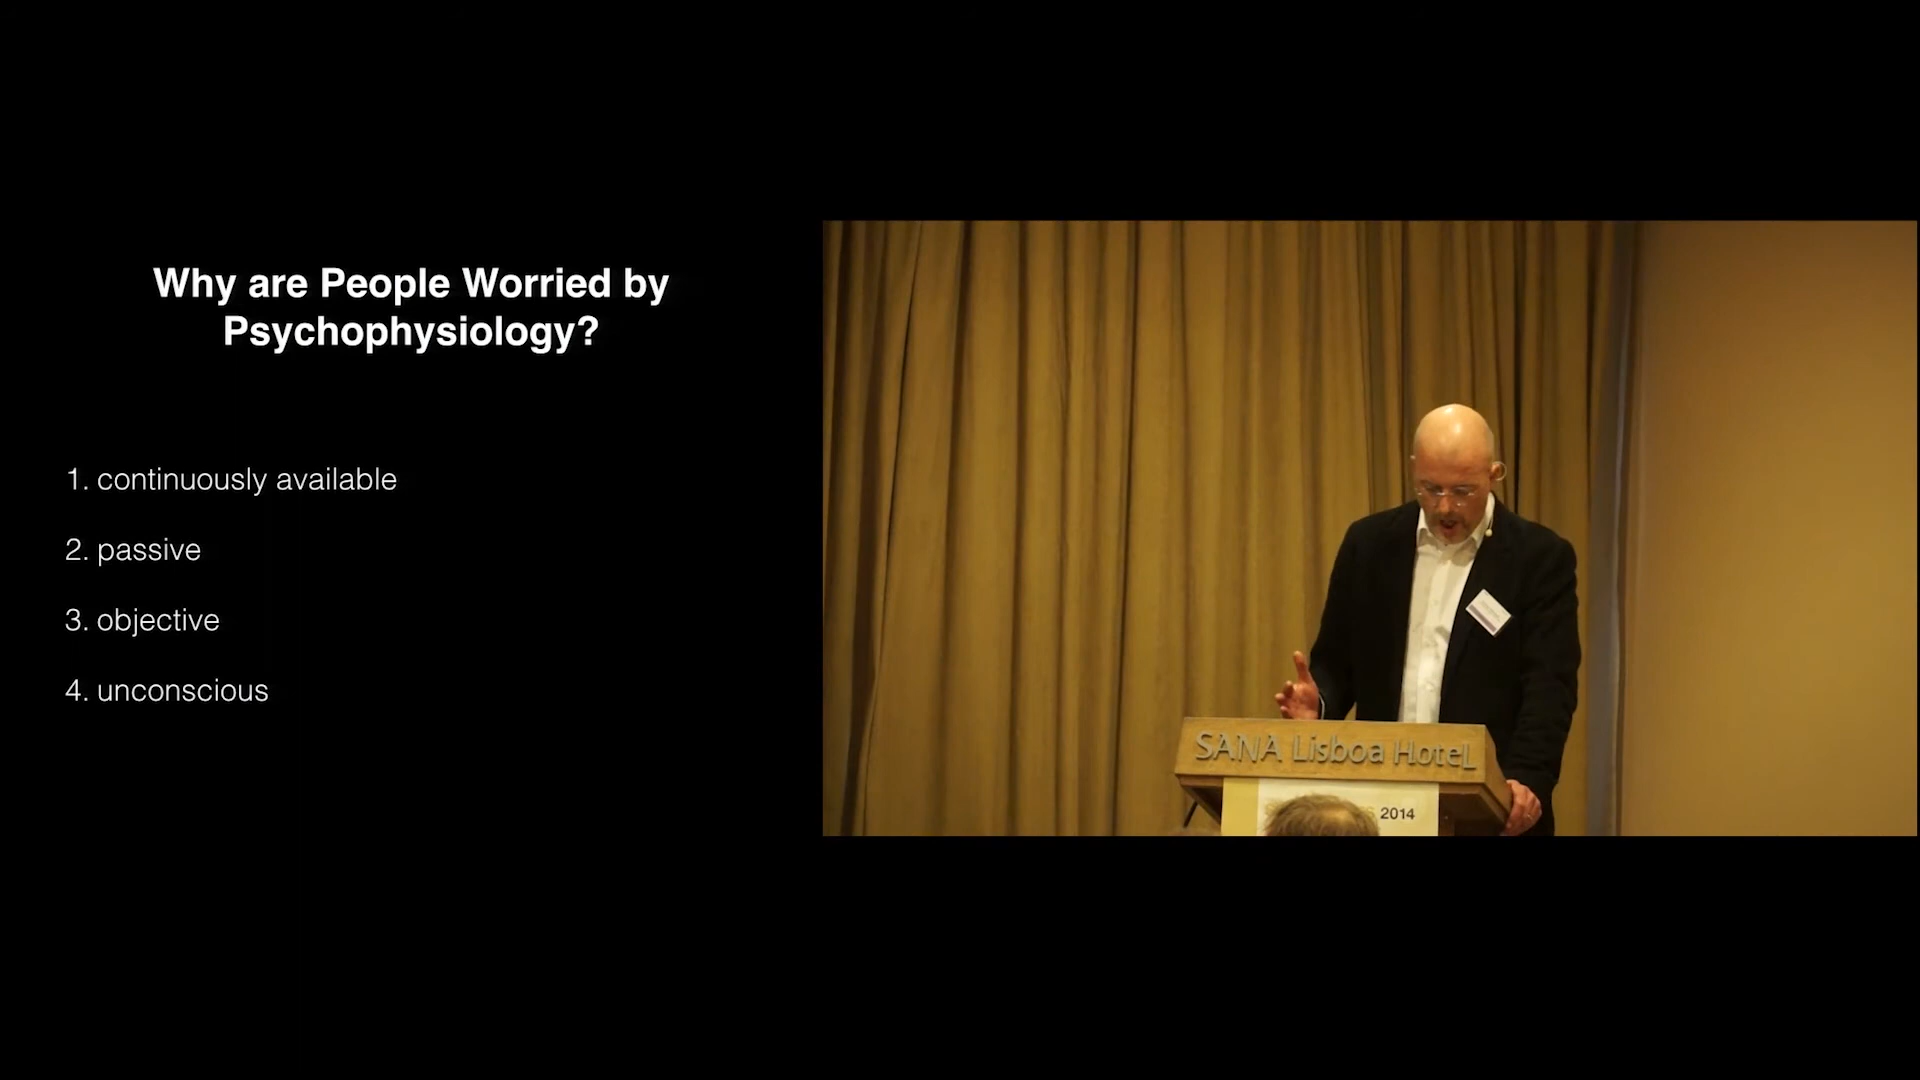 Why are People Worried by
Psychophysiology?
1. continuously available
2. passive
3. objective
4. unconscious
SANA Lisboa Hotel
2014